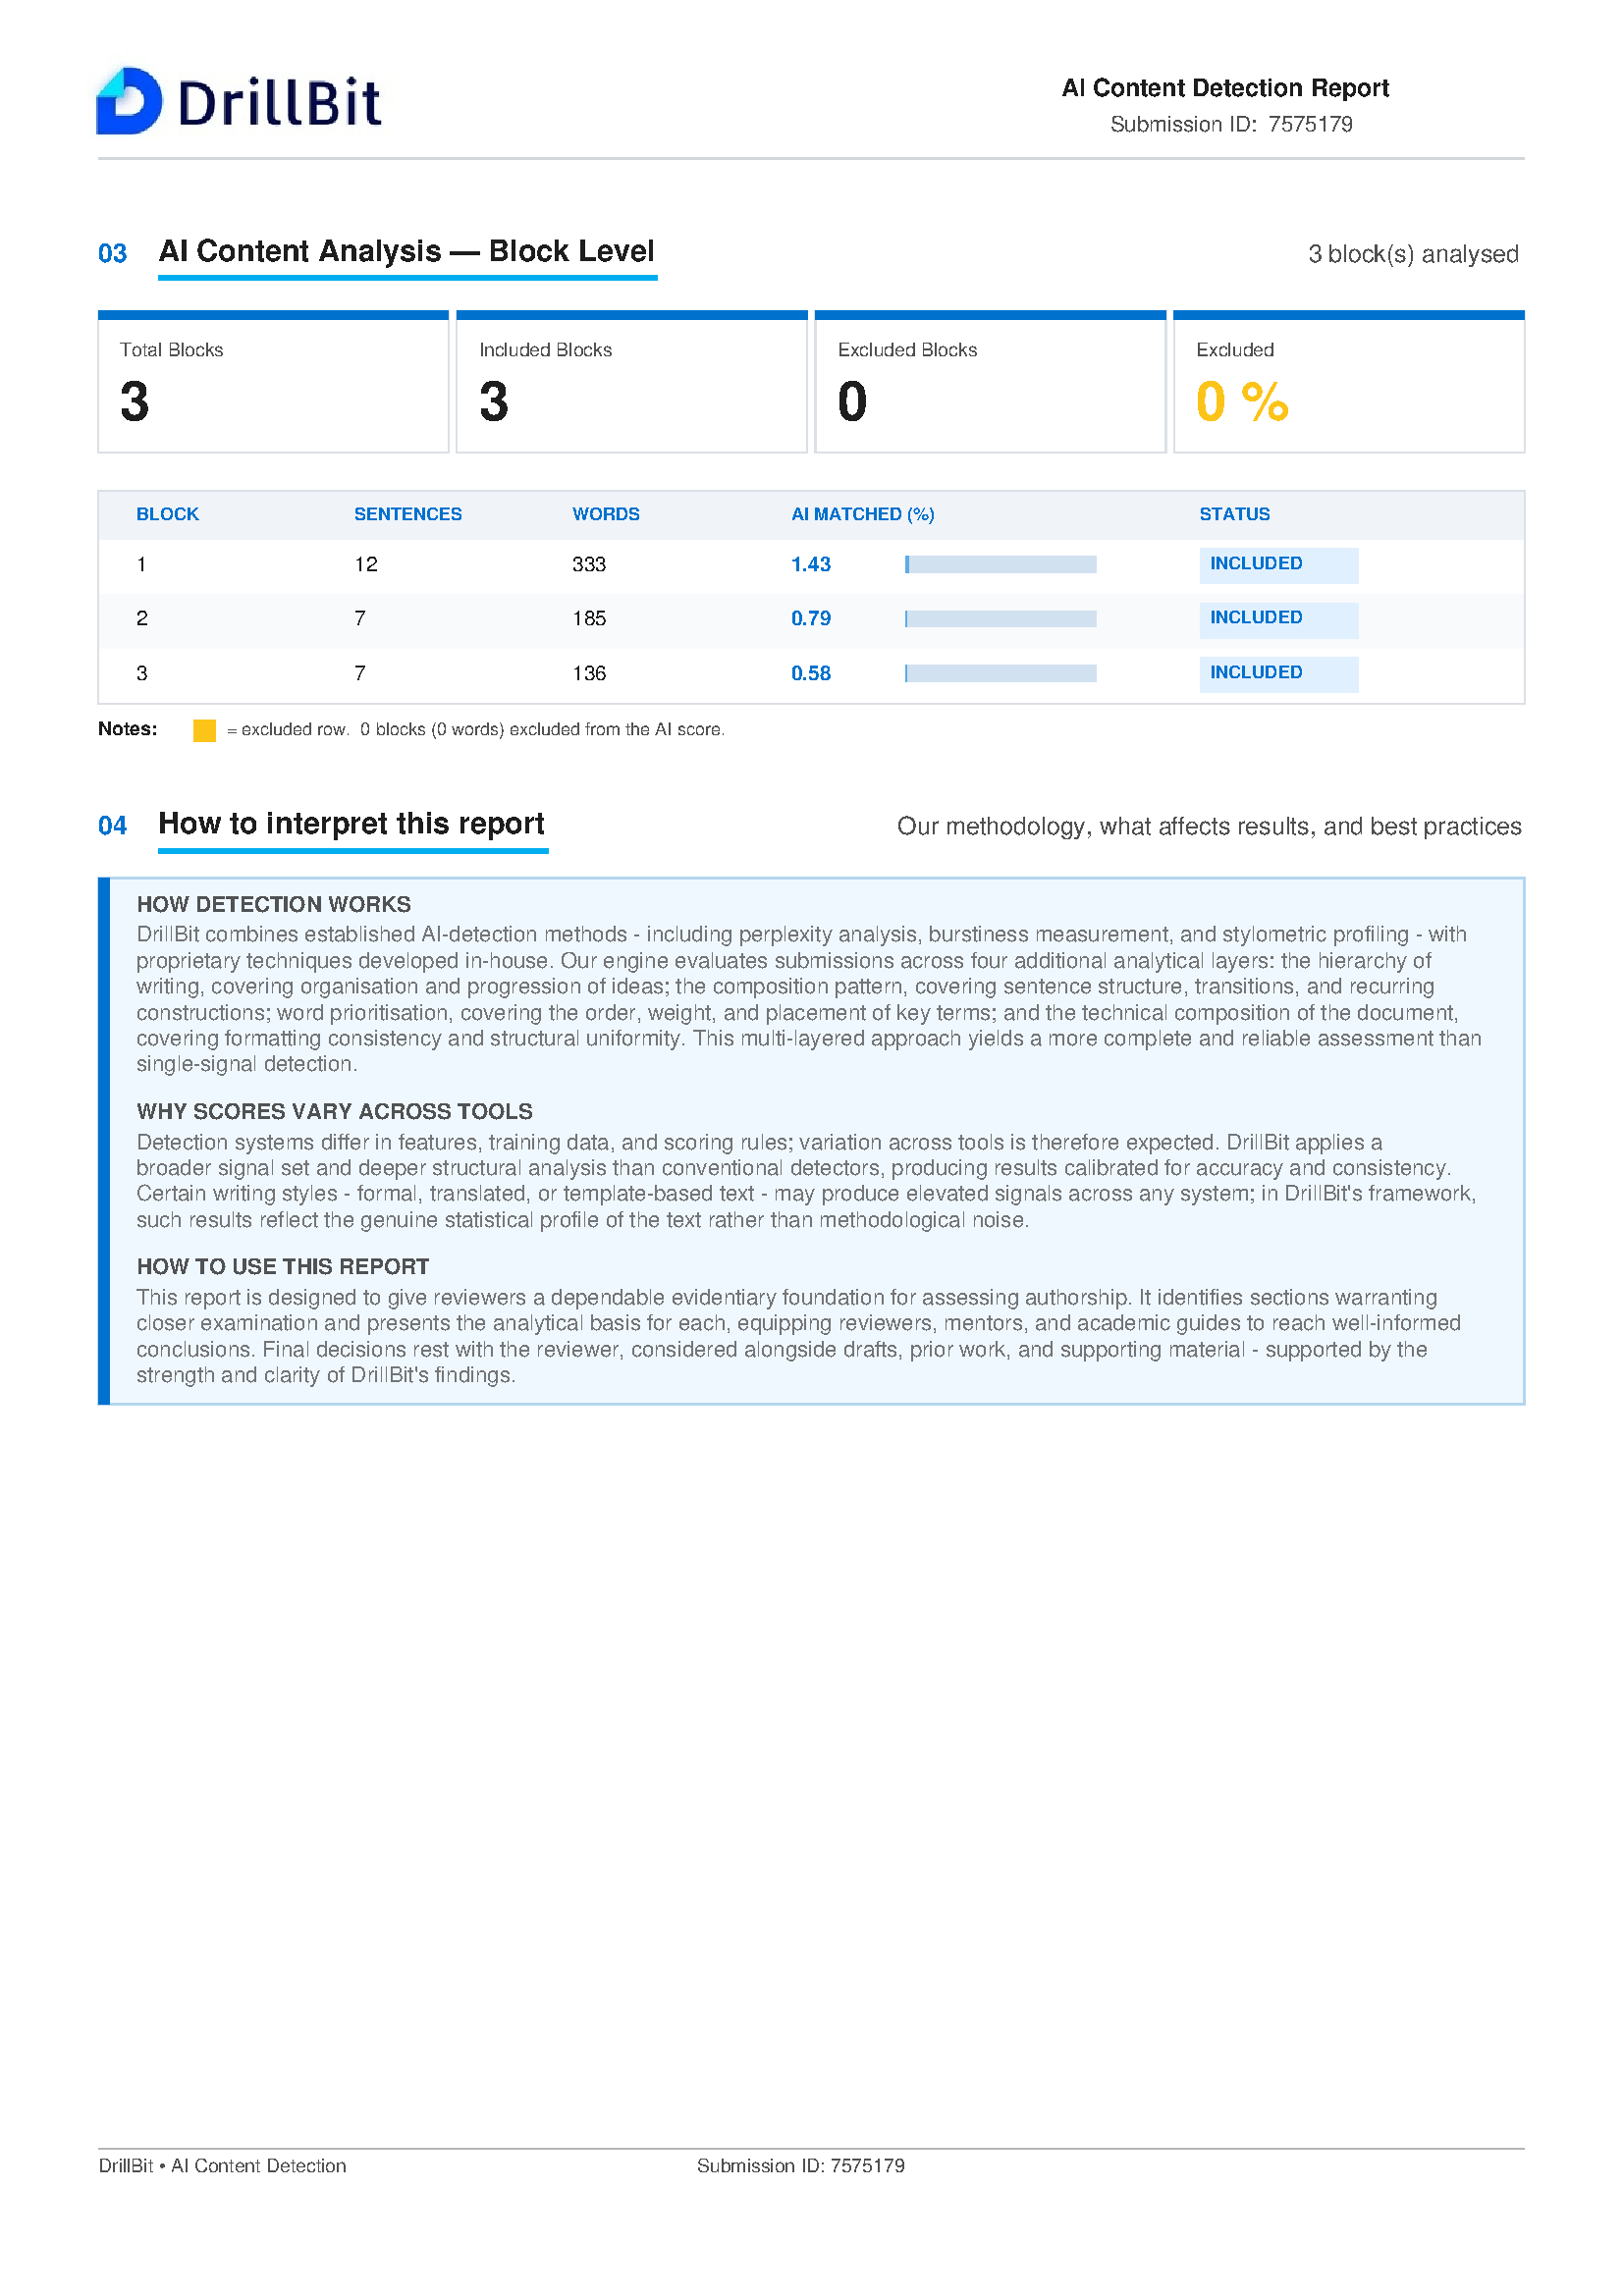 DrillBit
AI Content Detection Report
Submission ID: 7575179
03 AI Content Analysis — Block Level
3 block(s) analysed
Total Blocks
3
Included Blocks
3
Excluded Blocks
0
Excluded
0 %
BLOCK SENTENCES WORDS AI MATCHED (%) STATUS
1 12 333 1.43 INCLUDED
2 7 185 0.79 INCLUDED
3 7 136 0.58 INCLUDED
Notes: = excluded row. 0 blocks (0 words) excluded from the AI score.
04 How to interpret this report
Our methodology, what affects results, and best practices
HOW DETECTION WORKS
DrillBit combines established AI-detection methods - including perplexity analysis, burstiness measurement, and stylometric profiling - with
proprietary techniques developed in-house. Our engine evaluates submissions across four additional analytical layers: the hierarchy of
writing, covering organisation and progression of ideas; the composition pattern, covering sentence structure, transitions, and recurring
constructions; word prioritisation, covering the order, weight, and placement of key terms; and the technical composition of the document,
covering formatting consistency and structural uniformity. This multi-layered approach yields a more complete and reliable assessment than
single-signal detection.
WHY SCORES VARY ACROSS TOOLS
Detection systems differ in features, training data, and scoring rules; variation across tools is therefore expected. DrillBit applies a
broader signal set and deeper structural analysis than conventional detectors, producing results calibrated for accuracy and consistency.
Certain writing styles - formal, translated, or template-based text - may produce elevated signals across any system; in DrillBit's framework,
such results reflect the genuine statistical profile of the text rather than methodological noise.
HOW TO USE THIS REPORT
This report is designed to give reviewers a dependable evidentiary foundation for assessing authorship. It identifies sections warranting
closer examination and presents the analytical basis for each, equipping reviewers, mentors, and academic guides to reach well-informed
conclusions. Final decisions rest with the reviewer, considered alongside drafts, prior work, and supporting material - supported by the
strength and clarity of DrillBit's findings.
DrillBit • AI Content Detection
Submission ID: 7575179